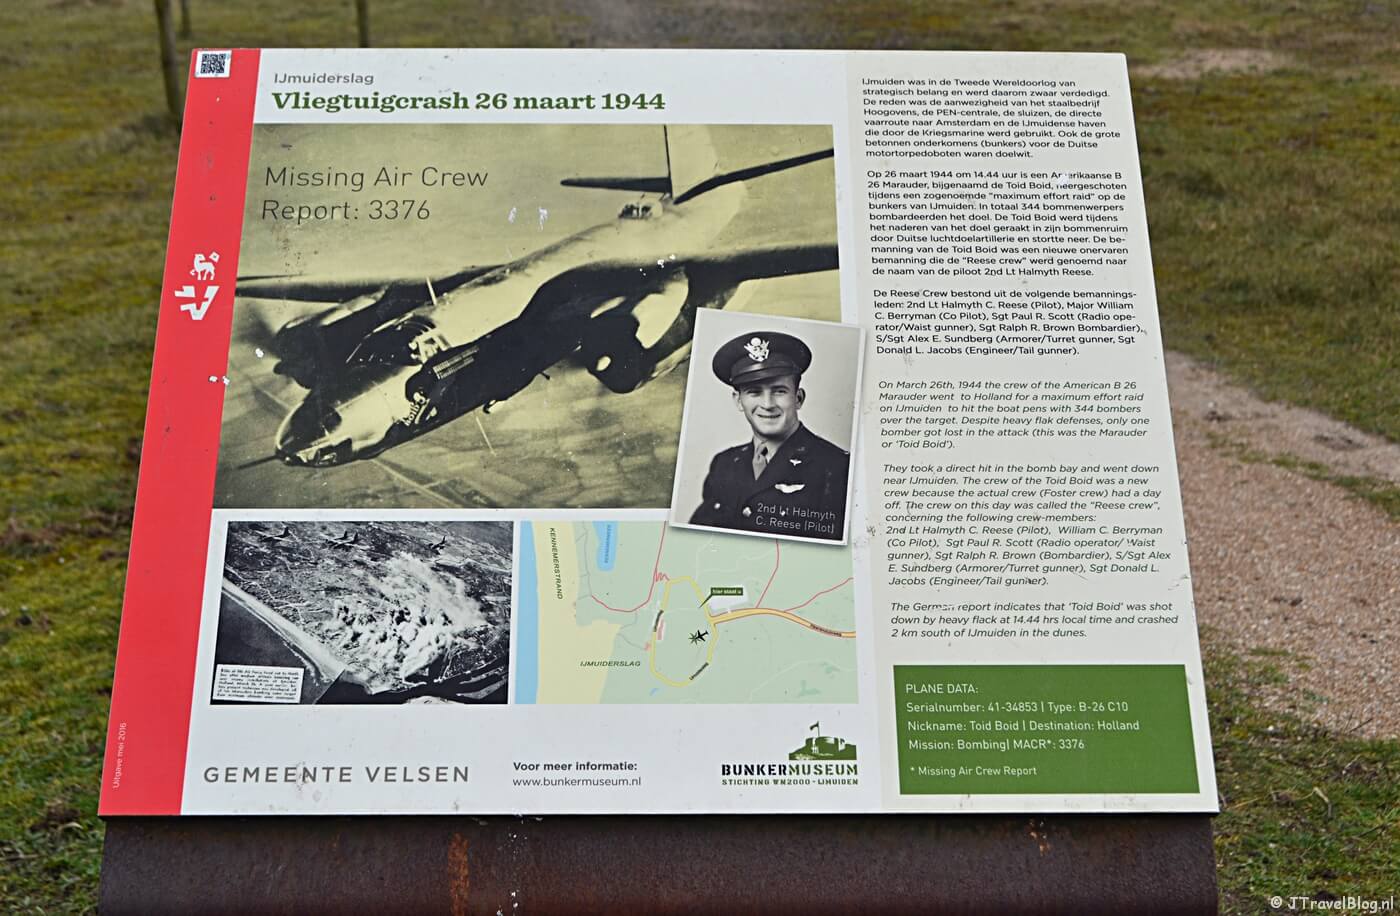 IJmuiderslag
Vliegtuigcrash 26 maart 1944
Missing Air Crew
Report: 3376
2nd Lt Halmyth
C. Reese (Pilot)
KENNEMERSTRAND
hier staat u
IJMUIDERSLAG
GEMEENTE VELSEN
Voor meer informatie:
www.bunkermuseum.nl
BUNKERMUSEUM
STICHTING WN2000 - IJMUIDEN
Uitgave mei 2016
IJmuiden was in de Tweede Wereldoorlog van
strategisch belang en werd daarom zwaar verdedigd.
De reden was de aanwezigheid van het staalbedrijf
Hoogovens, de PEN-centrale, de sluizen, de directe
vaarroute naar Amsterdam en de IJmuidense haven
die door de Kriegsmarine werd gebruikt. Ook de grote
betonnen onderkomens (bunkers) voor de Duitse
motortorpedoboten waren doelwit.
Op 26 maart 1944 om 14.44 uur is een Amerikaanse B
26 Marauder, bijgenaamd de Toid Boid, neergeschoten
tijdens een zogenoemde "maximum effort raid" op de
bunkers van IJmuiden. In totaal 344 bommenwerpers
bombardeerden het doel. De Toid Boid werd tijdens
het naderen van het doel geraakt in zijn bommenruim
door Duitse luchtdoelartillerie en stortte neer. De be-
manning van de Toid Boid was een nieuwe onervaren
bemanning die de "Reese crew" werd genoemd naar
de naam van de piloot 2nd Lt Halmyth Reese.
De Reese Crew bestond uit de volgende bemannings-
leden: 2nd Lt Halmyth C. Reese (Pilot), Major William
C. Berryman (Co Pilot), Sgt Paul R. Scott (Radio ope-
rator/Waist gunner), Sgt Ralph R. Brown Bombardier),
S/Sgt Alex E. Sundberg (Armorer/Turret gunner, Sgt
Donald L. Jacobs (Engineer/Tail gunner).
On March 26th, 1944 the crew of the American B 26
Marauder went to Holland for a maximum effort raid
on IJmuiden to hit the boat pens with 344 bombers
over the target. Despite heavy flak defenses, only one
bomber got lost in the attack (this was the Marauder
or 'Toid Boid').
They took a direct hit in the bomb bay and went down
near IJmuiden. The crew of the Toid Boid was a new
crew because the actual crew (Foster crew) had a day
off. The crew on this day was called the "Reese crew",
concerning the following crew-members:
2nd Lt Halmyth C. Reese (Pilot), William C. Berryman
(Co Pilot), Sgt Paul R. Scott (Radio operator/ Waist
gunner), Sgt Ralph R. Brown (Bombardier), S/Sgt Alex
E. Sundberg (Armorer/Turret gunner), Sgt Donald L.
Jacobs (Engineer/Tail gunner).
The German report indicates that 'Toid Boid' was shot
down by heavy flack at 14.44 hrs local time and crashed
2 km south of IJmuiden in the dunes.
PLANE DATA:
Serialnumber: 41-34853 | Type: B-26 C10
Nickname: Toid Boid | Destination: Holland
Mission: Bombing| MACR*: 3376
* Missing Air Crew Report
© JTravelBlog.nl